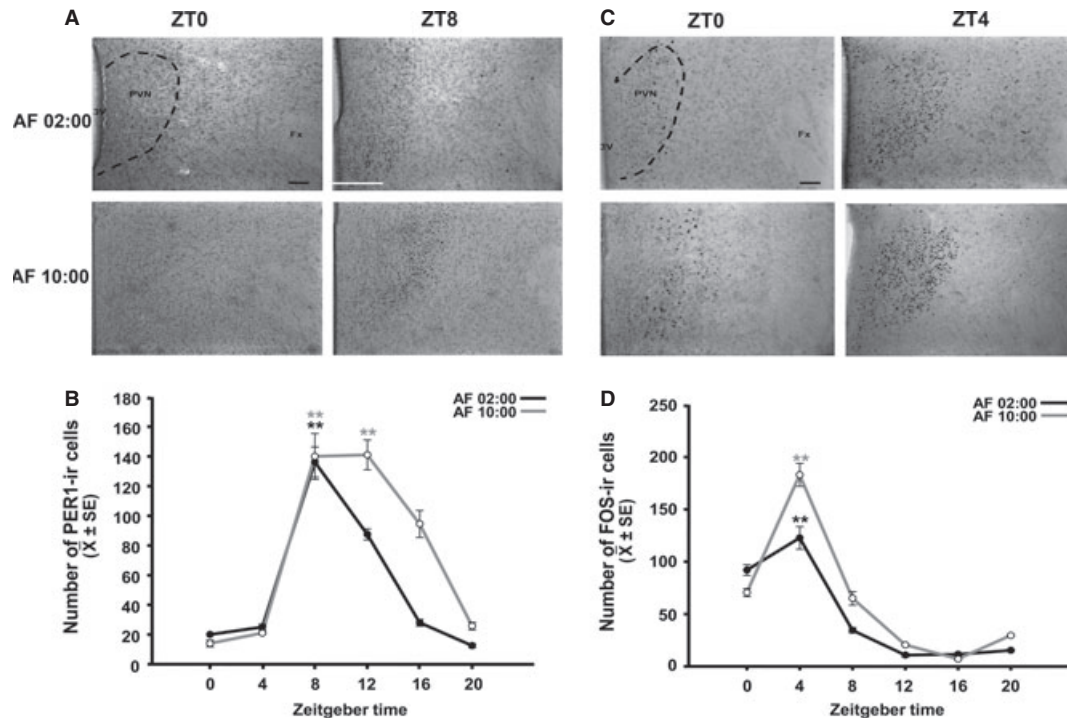 A
ZT0 ZT8
AF 02:00
PVN
3V
Fx
AF 10:00
B
AF 02:00
AF 10:00
Number of PER1-ir cells
(X̄ ± SE)
180
160
140
120
100
80
60
40
20
0
**
**
**
0 4 8 12 16 20
Zeitgeber time
C
ZT0 ZT4
PVN
3V
Fx
D
AF 02:00
AF 10:00
Number of FOS-ir cells
(X̄ ± SE)
250
200
150
100
50
0
**
**
0 4 8 12 16 20
Zeitgeber time